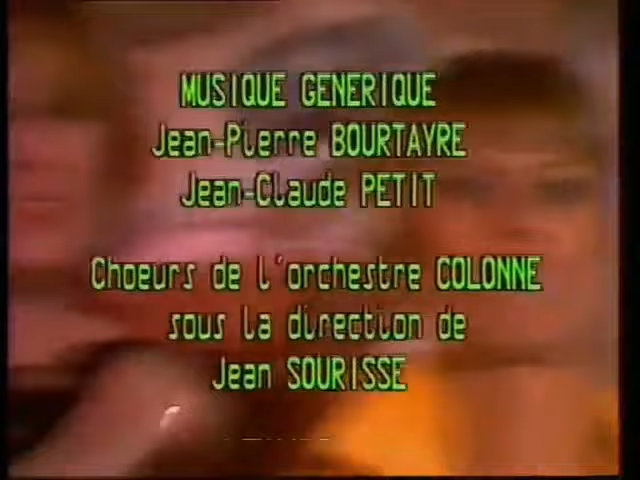 MUSIQUE GENERIQUE
Jean-Pierre BOURTAYRE
Jean-Claude PETIT
Choeurs de l'orchestre COLONNE
sous la direction de
Jean SOURISSE